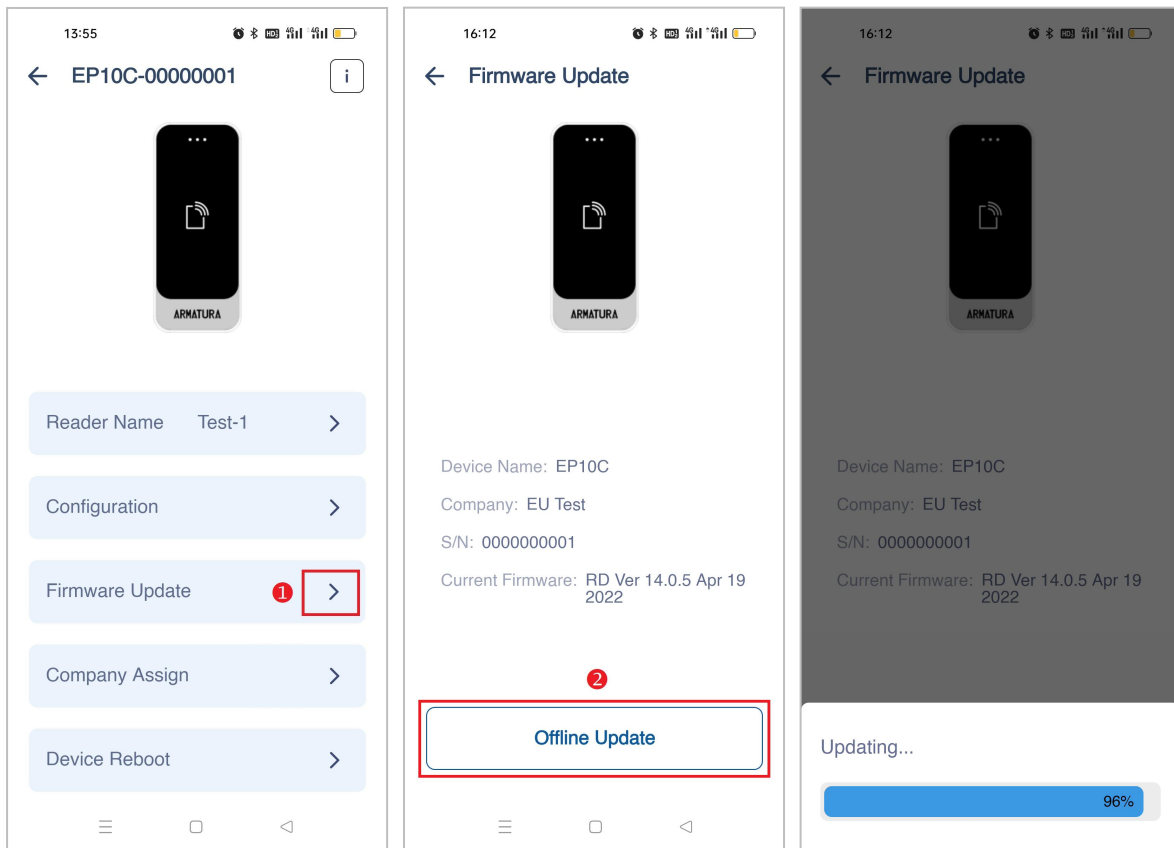 13:55
EP10C-00000001
i
ARMATURA
Reader Name Test-1
Configuration
Firmware Update 1
Company Assign
Device Reboot
16:12
Firmware Update
ARMATURA
Device Name: EP10C
Company: EU Test
S/N: 0000000001
Current Firmware: RD Ver 14.0.5 Apr 19
2022
2
Offline Update
16:12
Firmware Update
ARMATURA
Device Name: EP10C
Company: EU Test
S/N: 0000000001
Current Firmware: RD Ver 14.0.5 Apr 19
2022
Updating...
96%